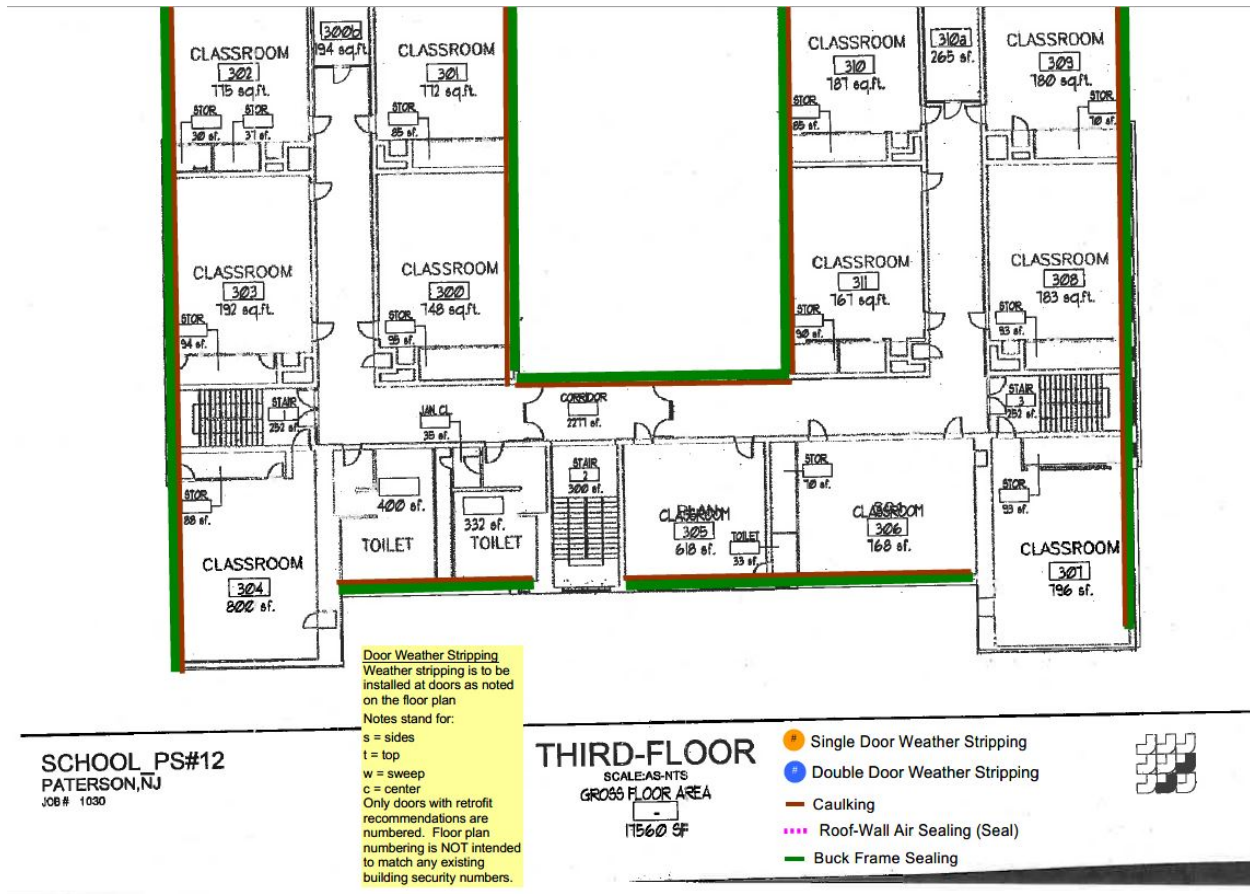 300b
194 sq.ft.
CLASSROOM
302
775 sq.ft.
CLASSROOM
301
772 sq.ft.
CLASSROOM
310
787 sq.ft.
310a
265 sf.
CLASSROOM
309
780 sq.ft.
STOR
30 sf.
STOR
37 sf.
STOR
85 sf.
STOR
85 sf.
STOR
70 sf.
CLASSROOM
303
792 sq.ft.
CLASSROOM
300
748 sq.ft.
CLASSROOM
311
767 sq.ft.
CLASSROOM
308
783 sq.ft.
STOR
94 sf.
STOR
95 sf.
STOR
90 sf.
STOR
93 sf.
STAIR
1
252 sf.
JAN. CL.
35 sf.
CORRIDOR
2277 sf.
STAIR
3
252 sf.
STOR
88 sf.
400 sf.
TOILET
332 sf.
TOILET
STAIR
2
300 sf.
CLASSROOM
305
618 sf.
TOILET
33 sf.
STOR
70 sf.
CLASSROOM
306
768 sf.
STOR
93 sf.
CLASSROOM
304
800 sf.
CLASSROOM
307
796 sf.
Door Weather Stripping
Weather stripping is to be
installed at doors as noted
on the floor plan
Notes stand for:
s = sides
t = top
w = sweep
c = center
Only doors with retrofit
recommendations are
numbered. Floor plan
numbering is NOT intended
to match any existing
building security numbers.
SCHOOL_PS#12
PATERSON,NJ
JOB # 1030
THIRD-FLOOR
SCALE:AS-NTS
GROSS FLOOR AREA
-
17560 SF
# Single Door Weather Stripping
# Double Door Weather Stripping
Caulking
Roof-Wall Air Sealing (Seal)
Buck Frame Sealing